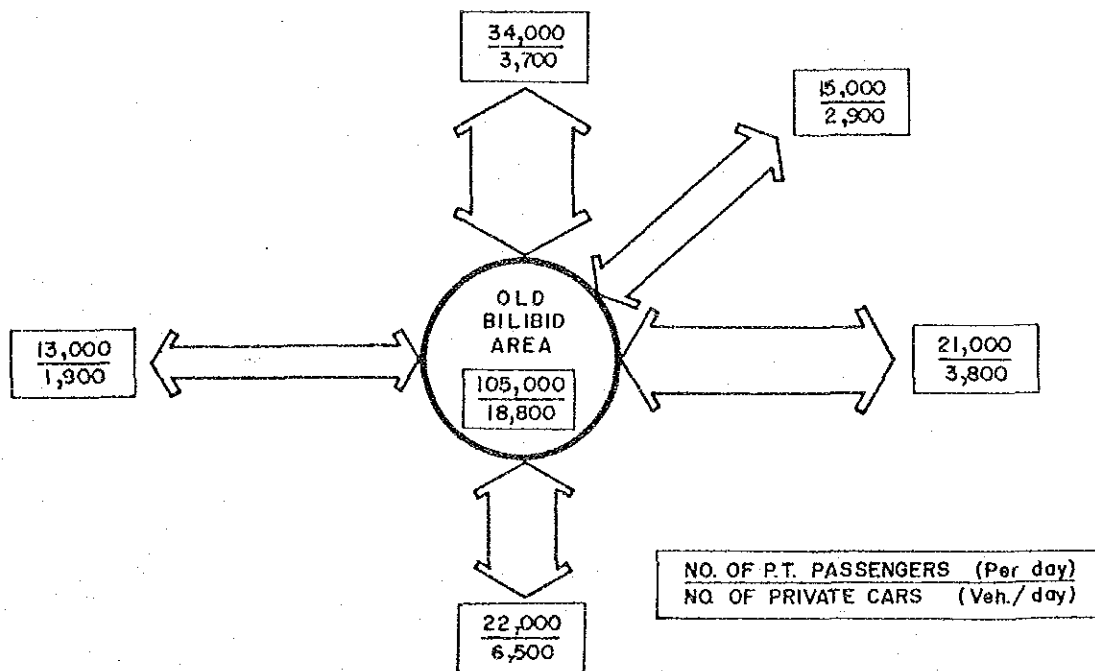 34,000
3,700
15,000
2,900
OLD
BILIBID
AREA
105,000
18,800
13,000
1,900
21,000
3,800
22,000
6,500
NO. OF P.T. PASSENGERS (Per day)
NO. OF PRIVATE CARS (Veh./day)